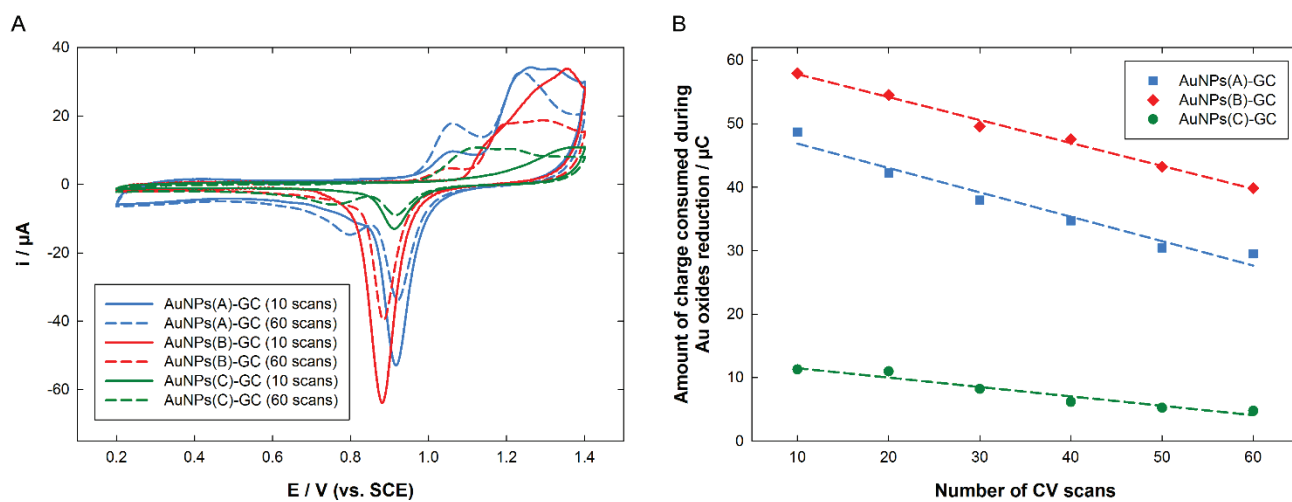 A
40
20
0
-20
-40
-60
i / µA
0.2
0.4
0.6
0.8
1.0
1.2
1.4
E / V (vs. SCE)
AuNPs(A)-GC (10 scans)
AuNPs(A)-GC (60 scans)
AuNPs(B)-GC (10 scans)
AuNPs(B)-GC (60 scans)
AuNPs(C)-GC (10 scans)
AuNPs(C)-GC (60 scans)
B
60
50
40
30
20
10
0
Amount of charge consumed during
Au oxides reduction / µC
10
20
30
40
50
60
Number of CV scans
AuNPs(A)-GC
AuNPs(B)-GC
AuNPs(C)-GC